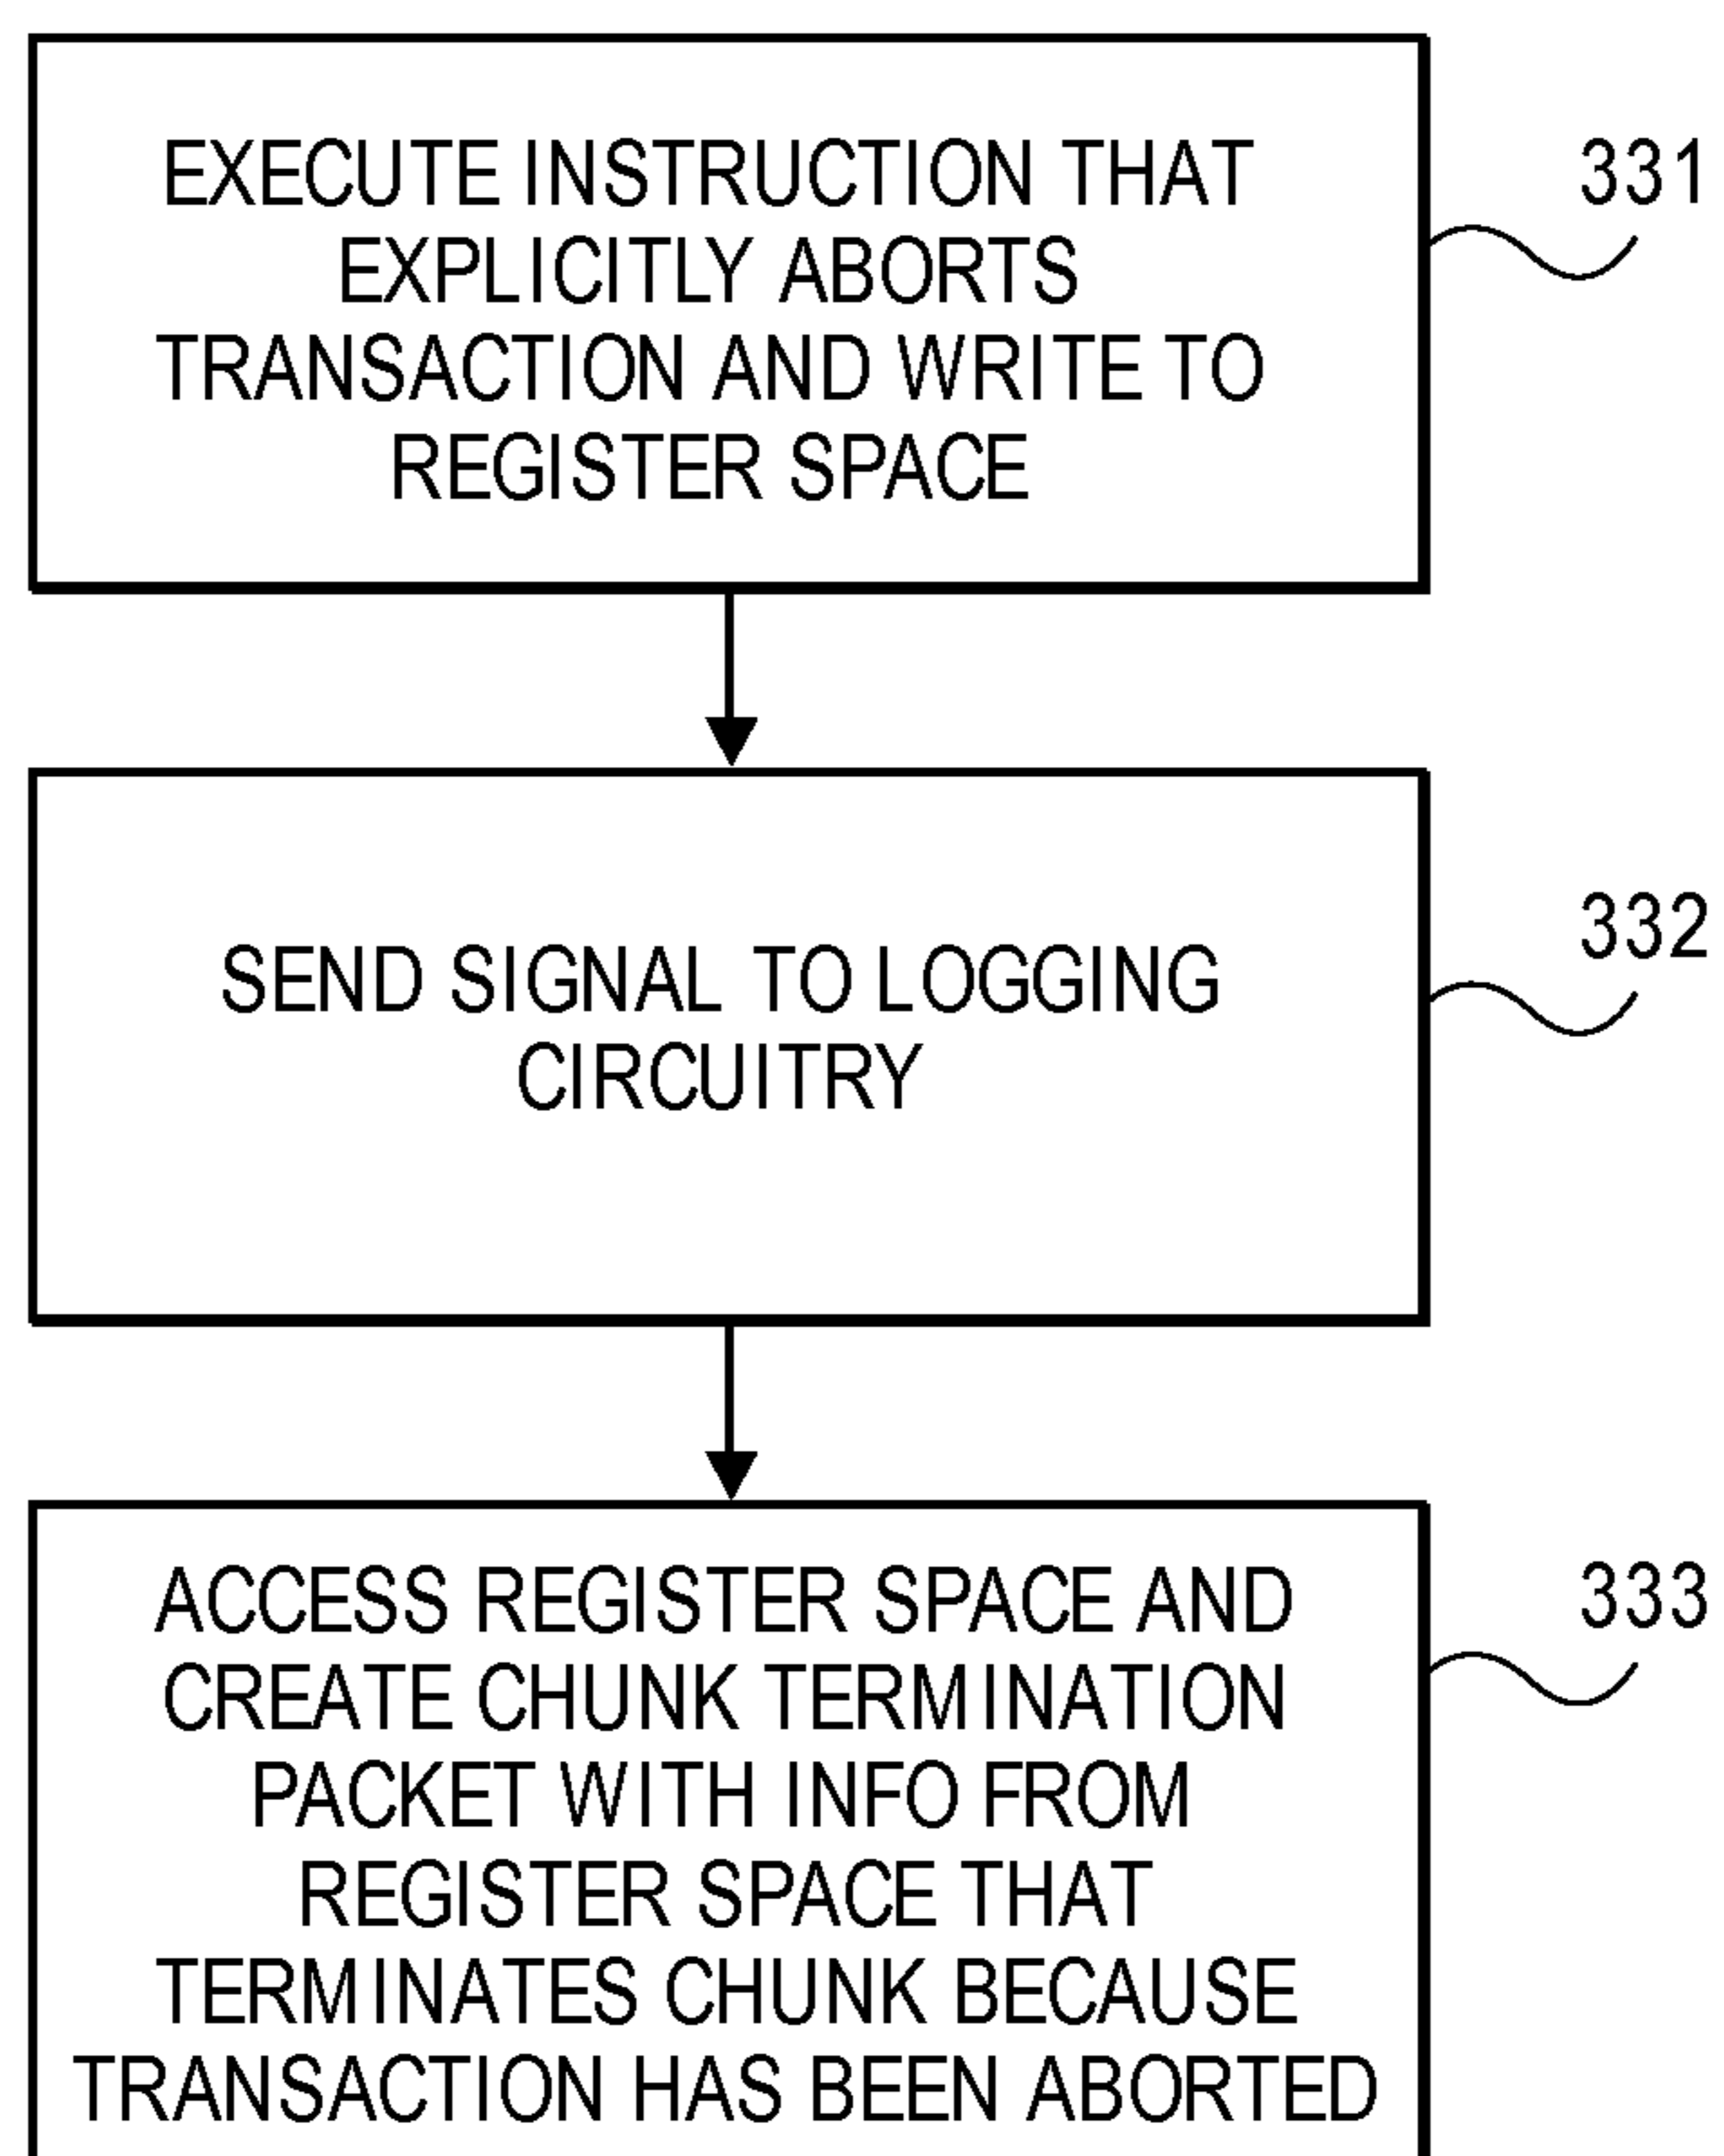 EXECUTE INSTRUCTION THAT
EXPLICITLY ABORTS
TRANSACTION AND WRITE TO
REGISTER SPACE
331
SEND SIGNAL TO LOGGING
CIRCUITRY
332
ACCESS REGISTER SPACE AND
CREATE CHUNK TERMINATION
PACKET WITH INFO FROM
REGISTER SPACE THAT
TERMINATES CHUNK BECAUSE
TRANSACTION HAS BEEN ABORTED
333